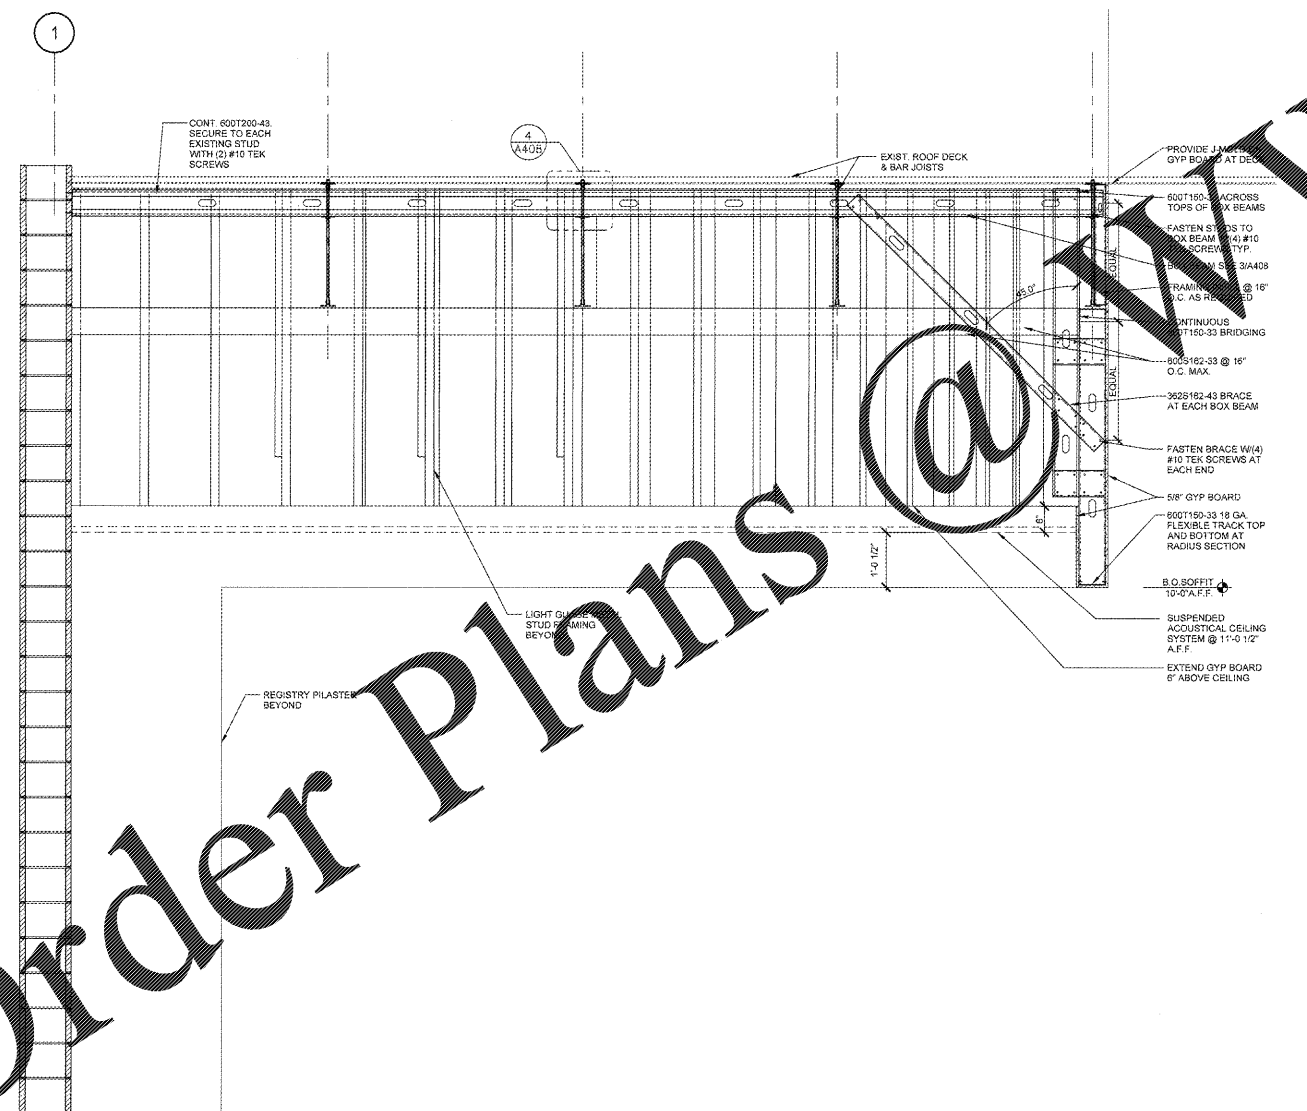 1
CONT. 600T200-43.
SECURE TO EACH
EXISTING STUD
WITH (2) #10 TEK
SCREWS
4
A408
EXIST. ROOF DECK
& BAR JOISTS
PROVIDE
GYP BOARD AT DECK
ACROSS
TOPS OF BOX BEAMS
FASTEN STUDS TO
BOX BEAM W/(4) #10
TEK SCREWS TYP.
BOX BEAM SEE 3/A408
FRAMING @ 16"
O.C. AS REQUIRED
CONTINUOUS
600T150-33 BRIDGING
600S162-33 @ 16"
O.C. MAX.
362S162-43 BRACE
AT EACH BOX BEAM
FASTEN BRACE W/(4)
#10 TEK SCREWS AT
EACH END
5/8" GYP BOARD
600T150-33 18 GA.
FLEXIBLE TRACK TOP
AND BOTTOM AT
RADIUS SECTION
B.O.SOFFIT
10'-0"A.F.F.
SUSPENDED
ACOUSTICAL CEILING
SYSTEM @ 11'-0 1/2"
A.F.F.
EXTEND GYP BOARD
6" ABOVE CEILING
EQUAL
EQUAL
45.0°
6"
1'-0 1/2"
LIGHT GUAGE METAL
STUD FRAMING
BEYOND
REGISTRY PILASTER
BEYOND
Order Plans @ W